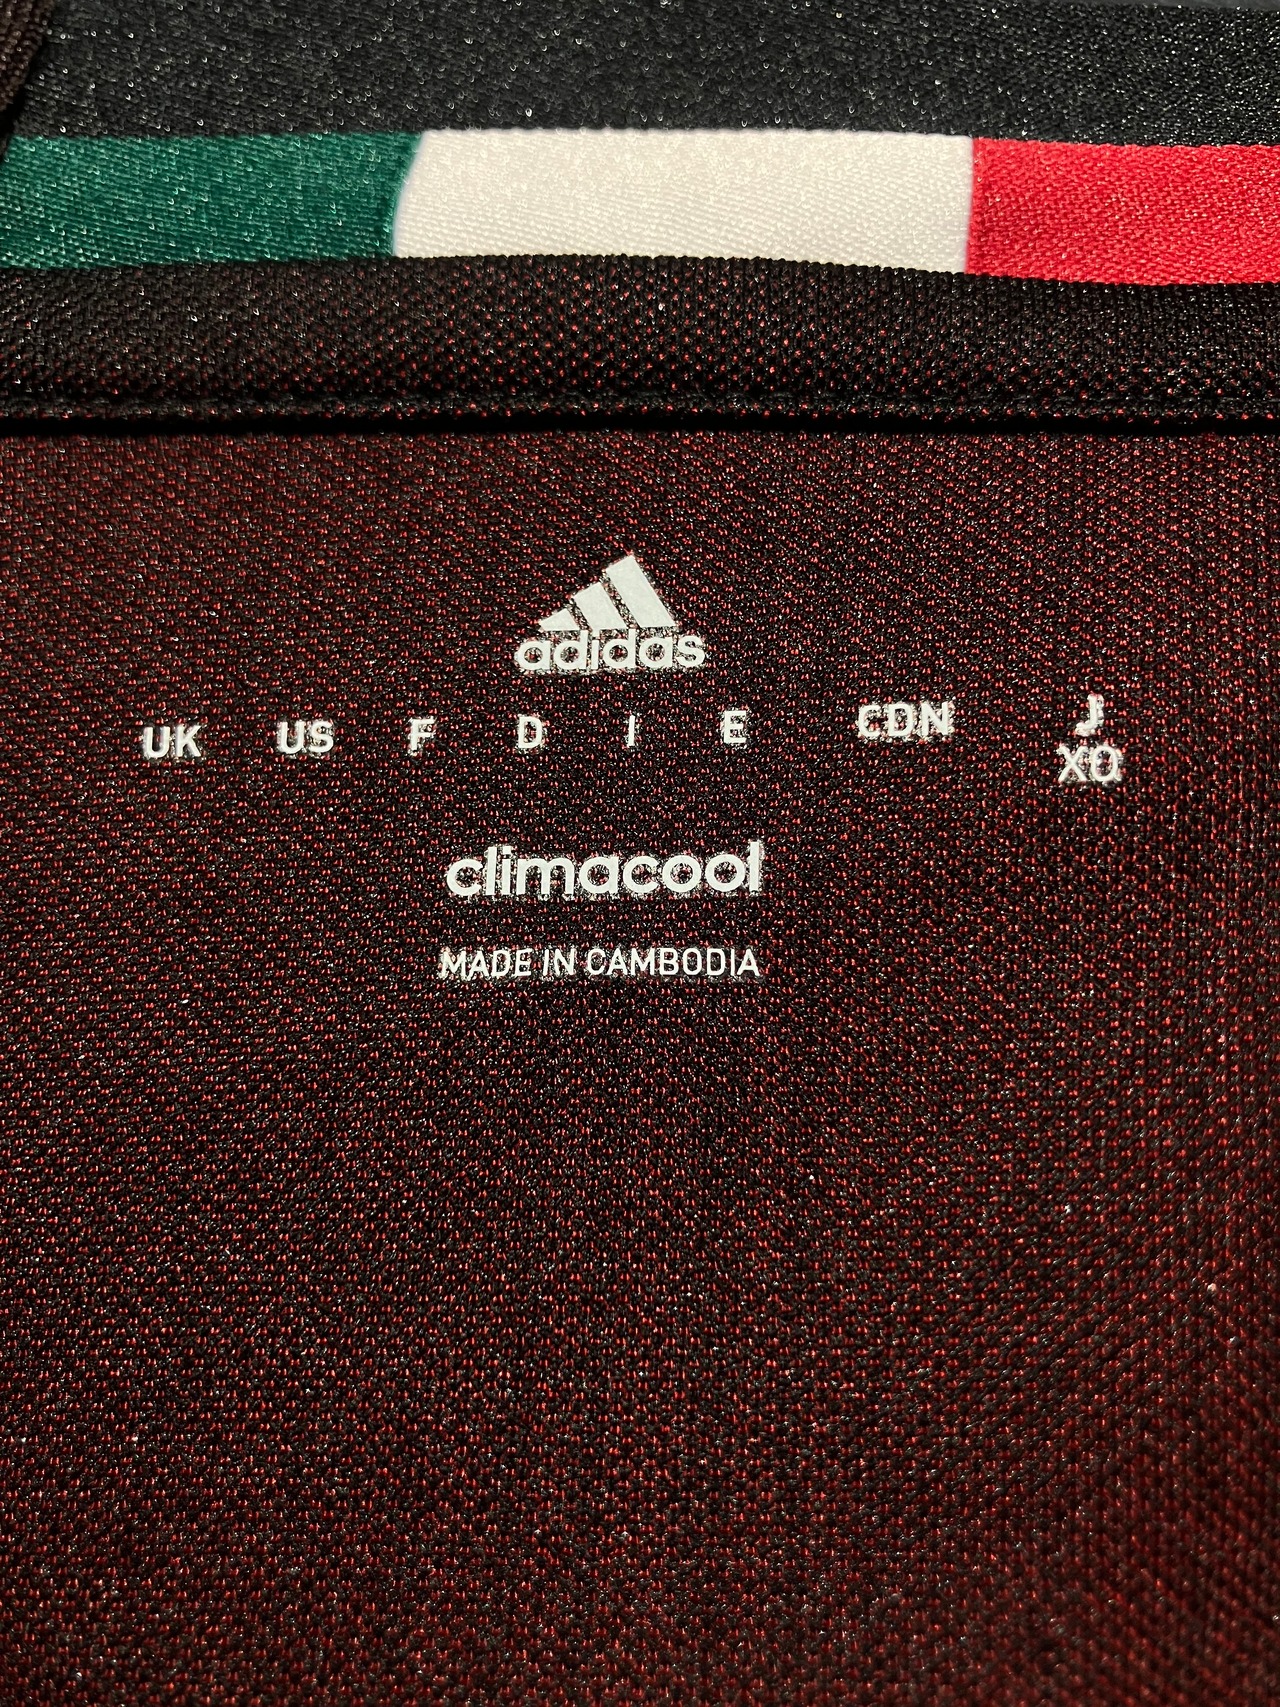 adidas
UK US F D I E CDN J
XO
climacool
MADE IN CAMBODIA